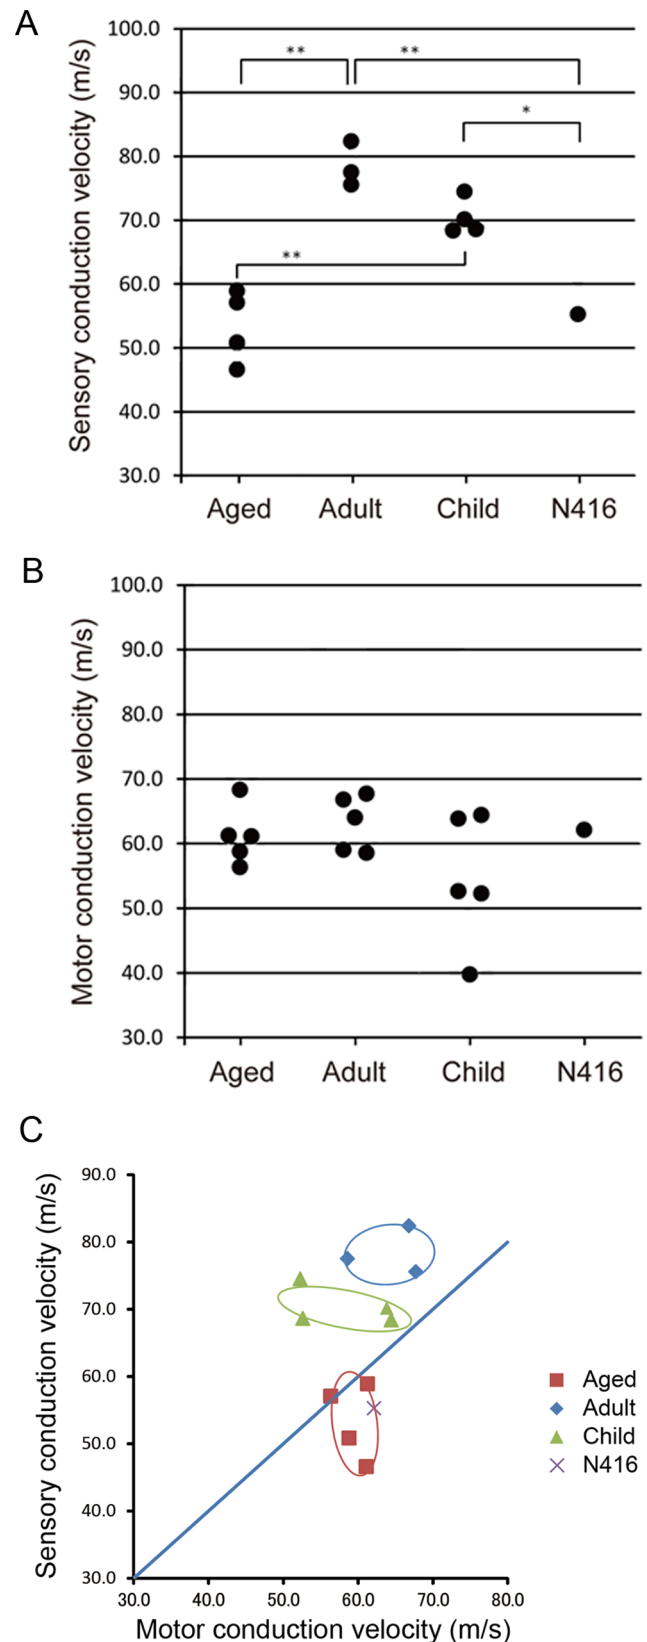 A
Sensory conduction velocity (m/s)
100.0
90.0
80.0
70.0
60.0
50.0
40.0
30.0
**
**
*
**
Aged Adult Child N416
B
Motor conduction velocity (m/s)
100.0
90.0
80.0
70.0
60.0
50.0
40.0
30.0
Aged Adult Child N416
C
Sensory conduction velocity (m/s)
90.0
80.0
70.0
60.0
50.0
40.0
30.0
Aged
Adult
Child
N416
30.0 40.0 50.0 60.0 70.0 80.0
Motor conduction velocity (m/s)